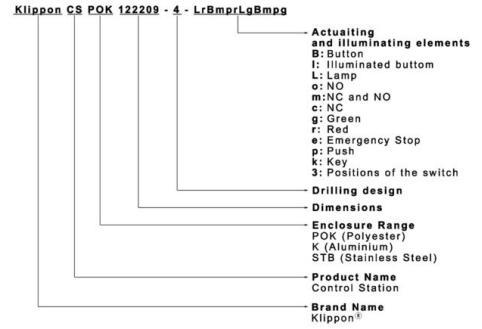 Klippon CS POK 122209 - 4 - LrBmprLgBmpg
Actuaiting
and illuminating elements
B: Button
I: Illuminated buttom
L: Lamp
o: NO
m: NC and NO
c: NC
g: Green
r: Red
e: Emergency Stop
p: Push
k: Key
3: Positions of the switch
Drilling design
Dimensions
Enclosure Range
POK (Polyester)
K (Aluminium)
STB (Stainless Steel)
Product Name
Control Station
Brand Name
Klippon®